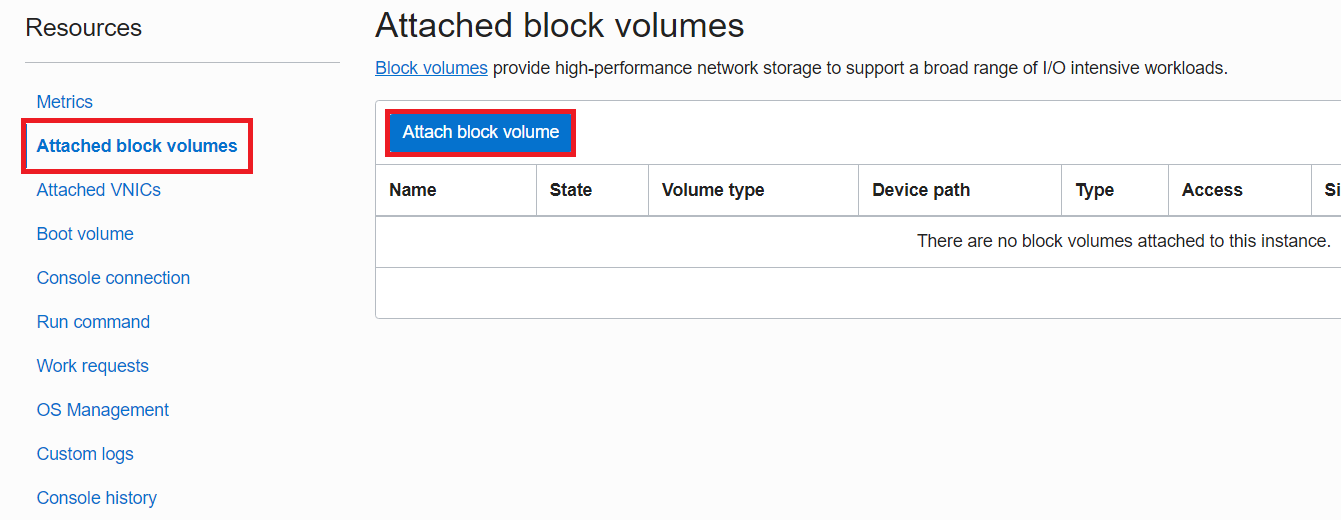 Resources
Metrics
Attached block volumes
Attached VNICs
Boot volume
Console connection
Run command
Work requests
OS Management
Custom logs
Console history
Attached block volumes
Block volumes provide high-performance network storage to support a broad range of I/O intensive workloads.
Attach block volume
Name State Volume type Device path Type Access
There are no block volumes attached to this instance.